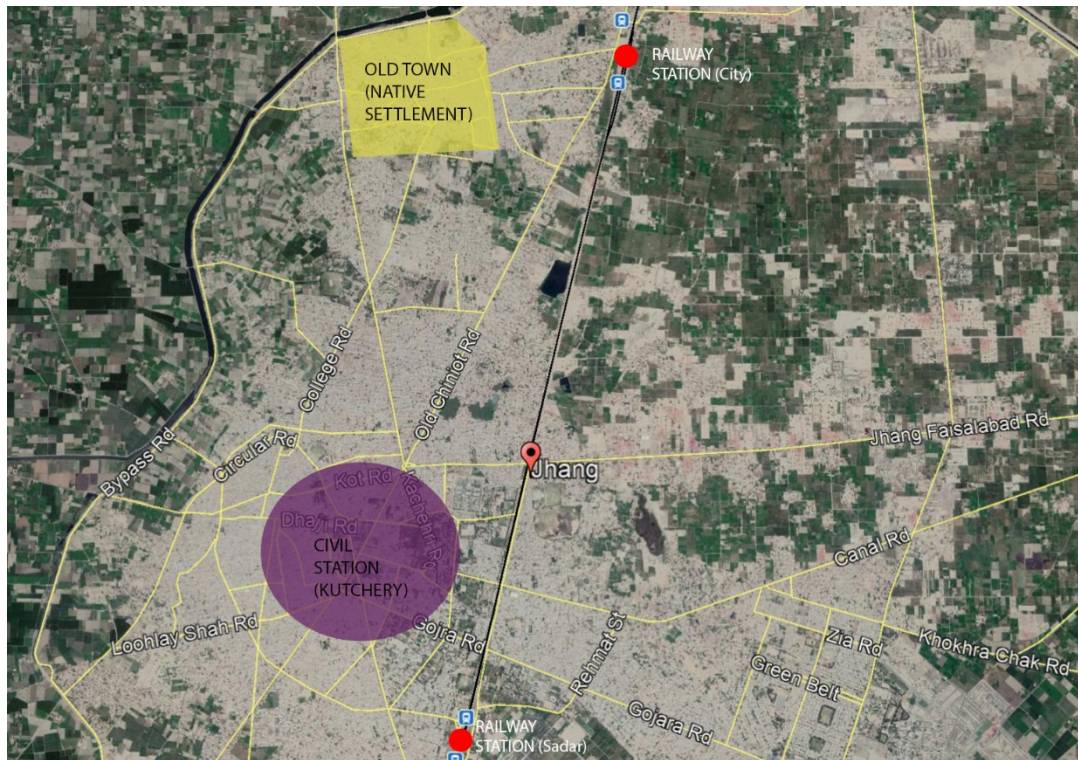 OLD TOWN
(NATIVE
SETTLEMENT)
RAILWAY
STATION (City)
College Rd
Old Chiniot Rd
Bypass Rd
Circular Rd
Jhang Faisalabad Rd
Jhang
Kot Rd
Kachehri Rd
Dhaji Rd
CIVIL
STATION
(KUTCHERY)
Canal Rd
Loohlay Shah Rd
Gojra Rd
Rehmat St
Zia Rd
Khokhra Chak Rd
Green Belt
Gojara Rd
RAILWAY
STATION (Sadar)